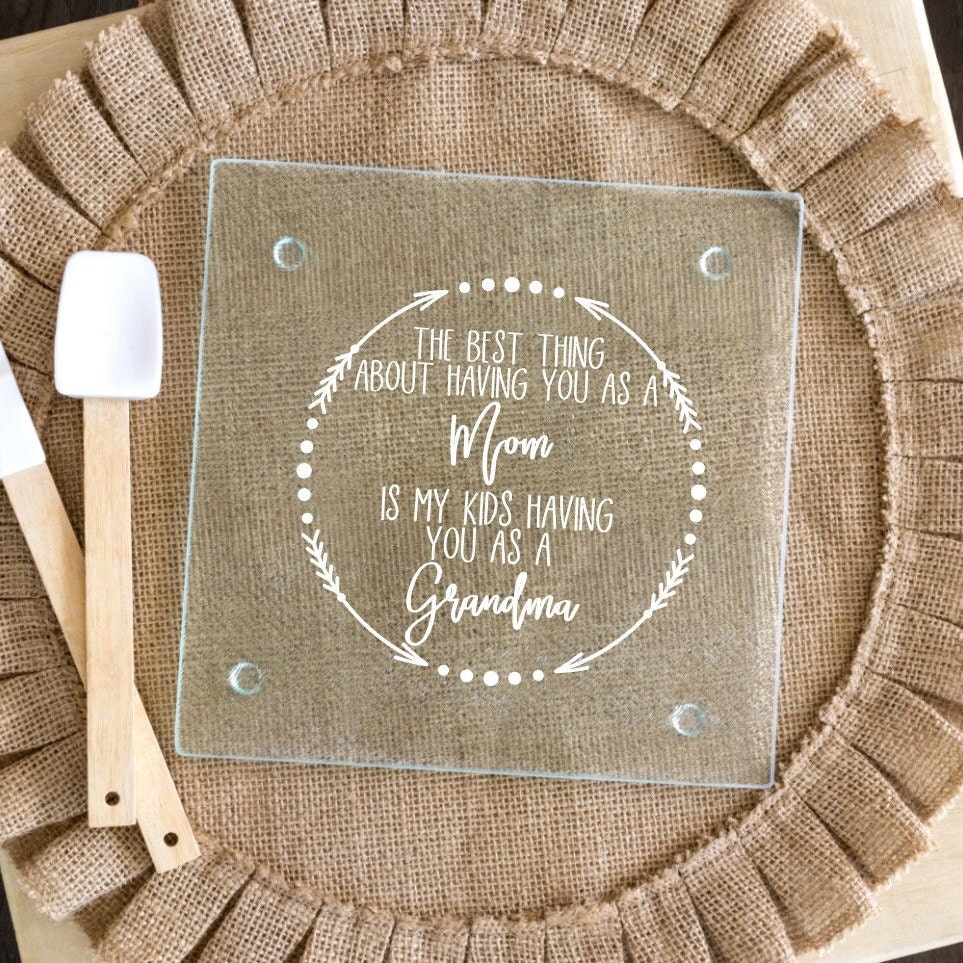 THE BEST THING
ABOUT HAVING YOU AS A
Mom
IS MY KIDS HAVING
YOU AS A
Grandma